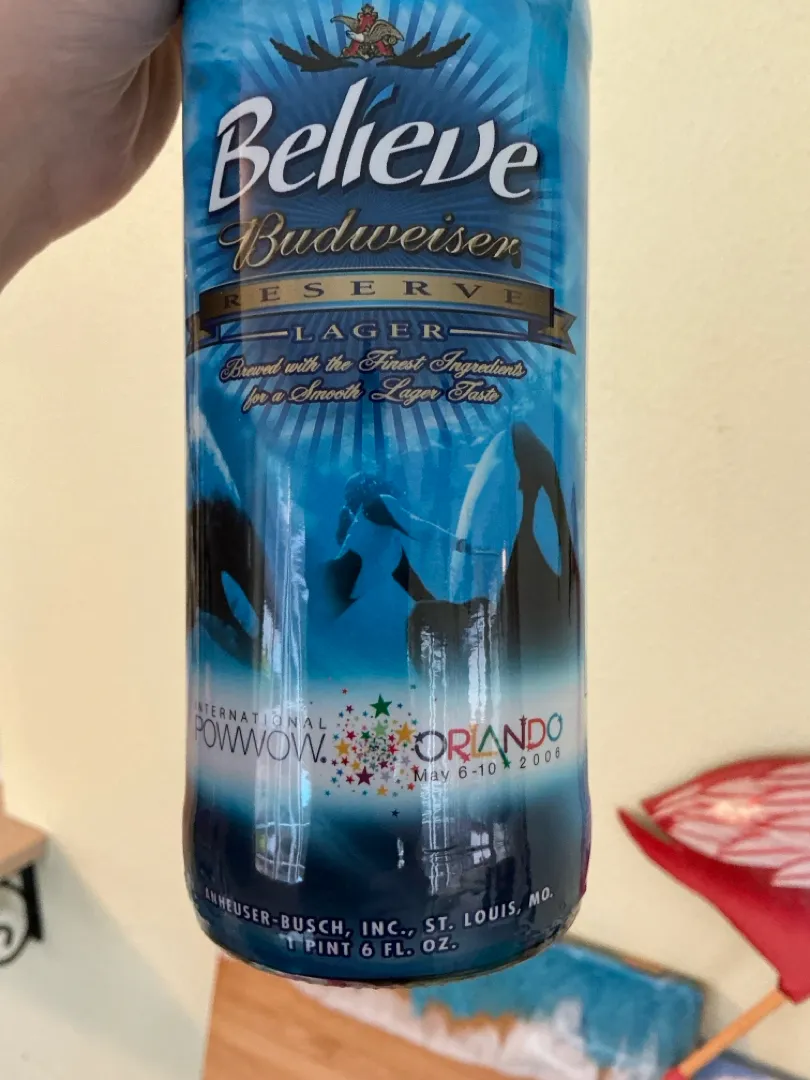 Believe
Budweiser
RESERVE
LAGER
Brewed with the Finest Ingredients
for a Smooth Lager Taste
INTERNATIONAL
POWWOW®
ORLANDO
May 6-10 ★ 2006
ANHEUSER-BUSCH, INC., ST. LOUIS, MO.
1 PINT 6 FL. OZ.